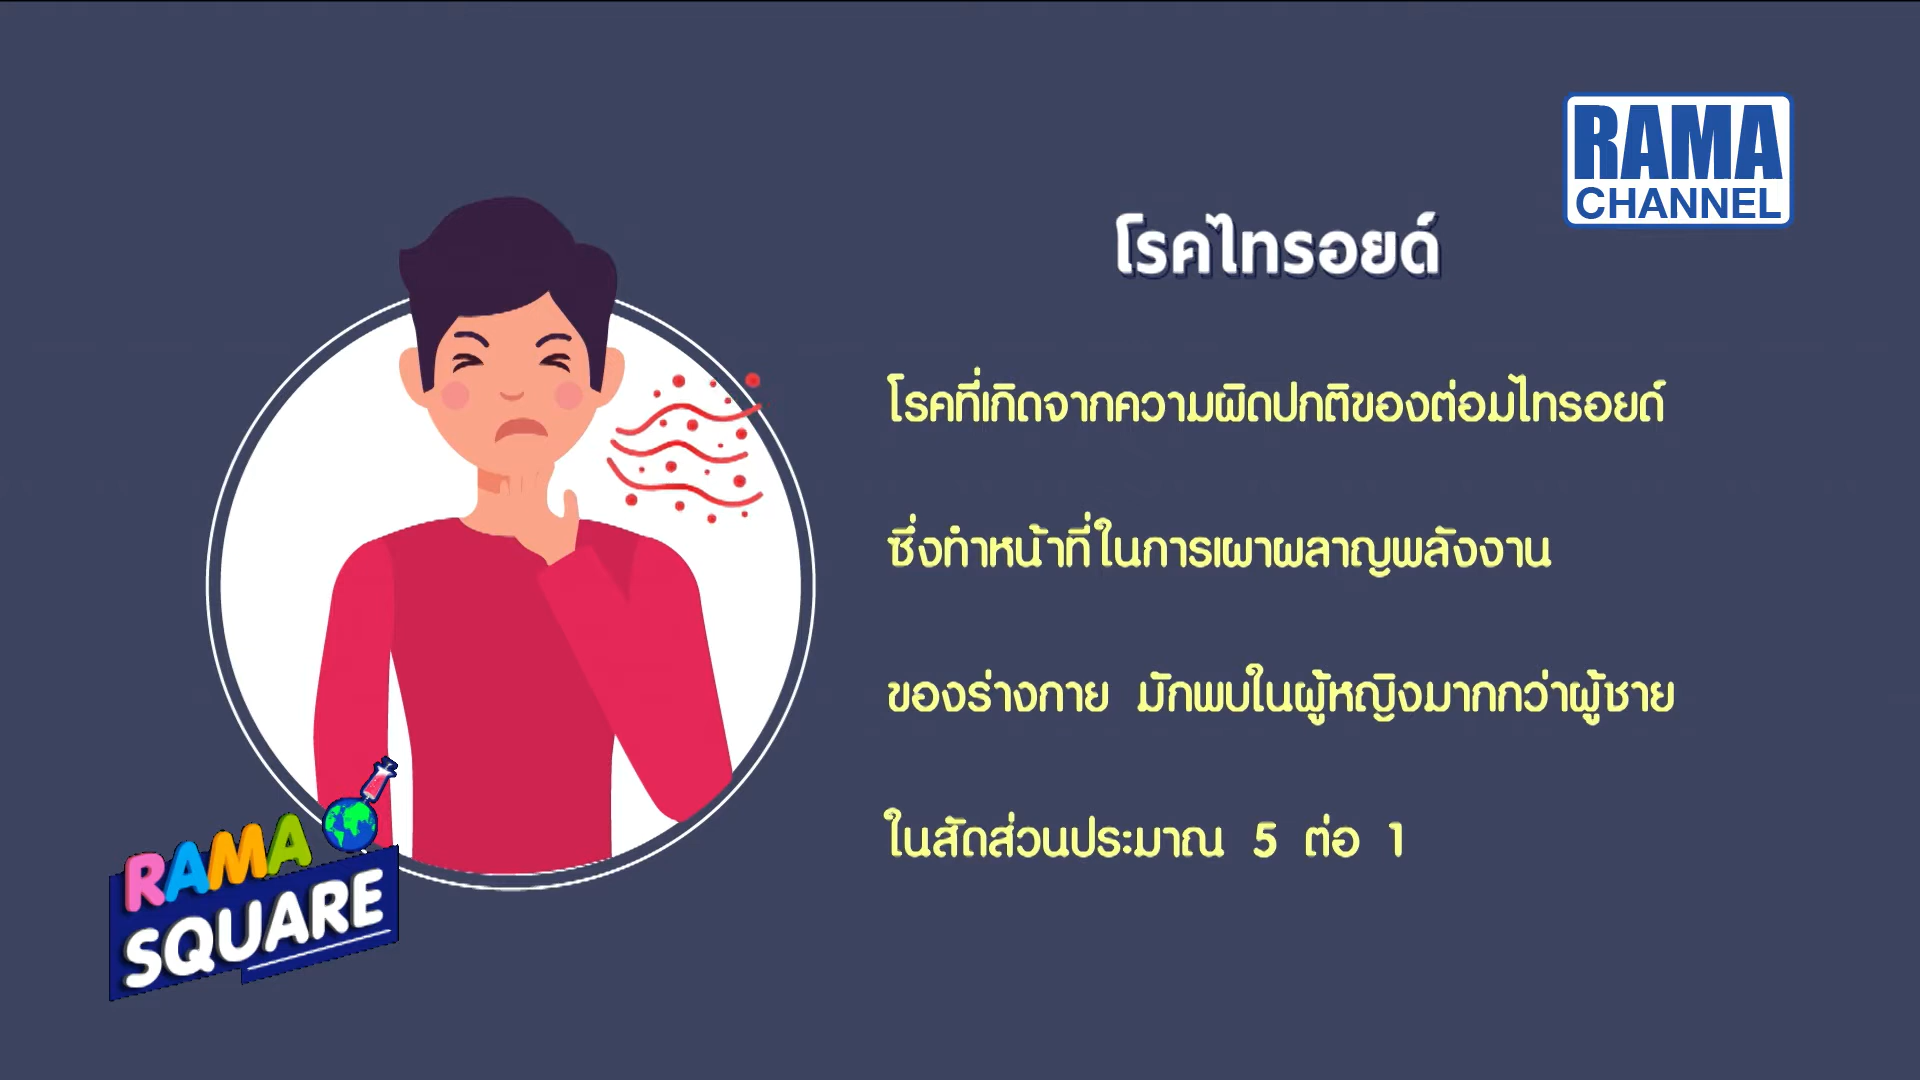 RAMA
CHANNEL
โรคไทรอยด์
โรคที่เกิดจากความผิดปกติของต่อมไทรอยด์
ซึ่งทำหน้าที่ในการเผาผลาญพลังงาน
ของร่างกาย มักพบในผู้หญิงมากกว่าผู้ชาย
ในสัดส่วนประมาณ 5 ต่อ 1
RAMA
SQUARE